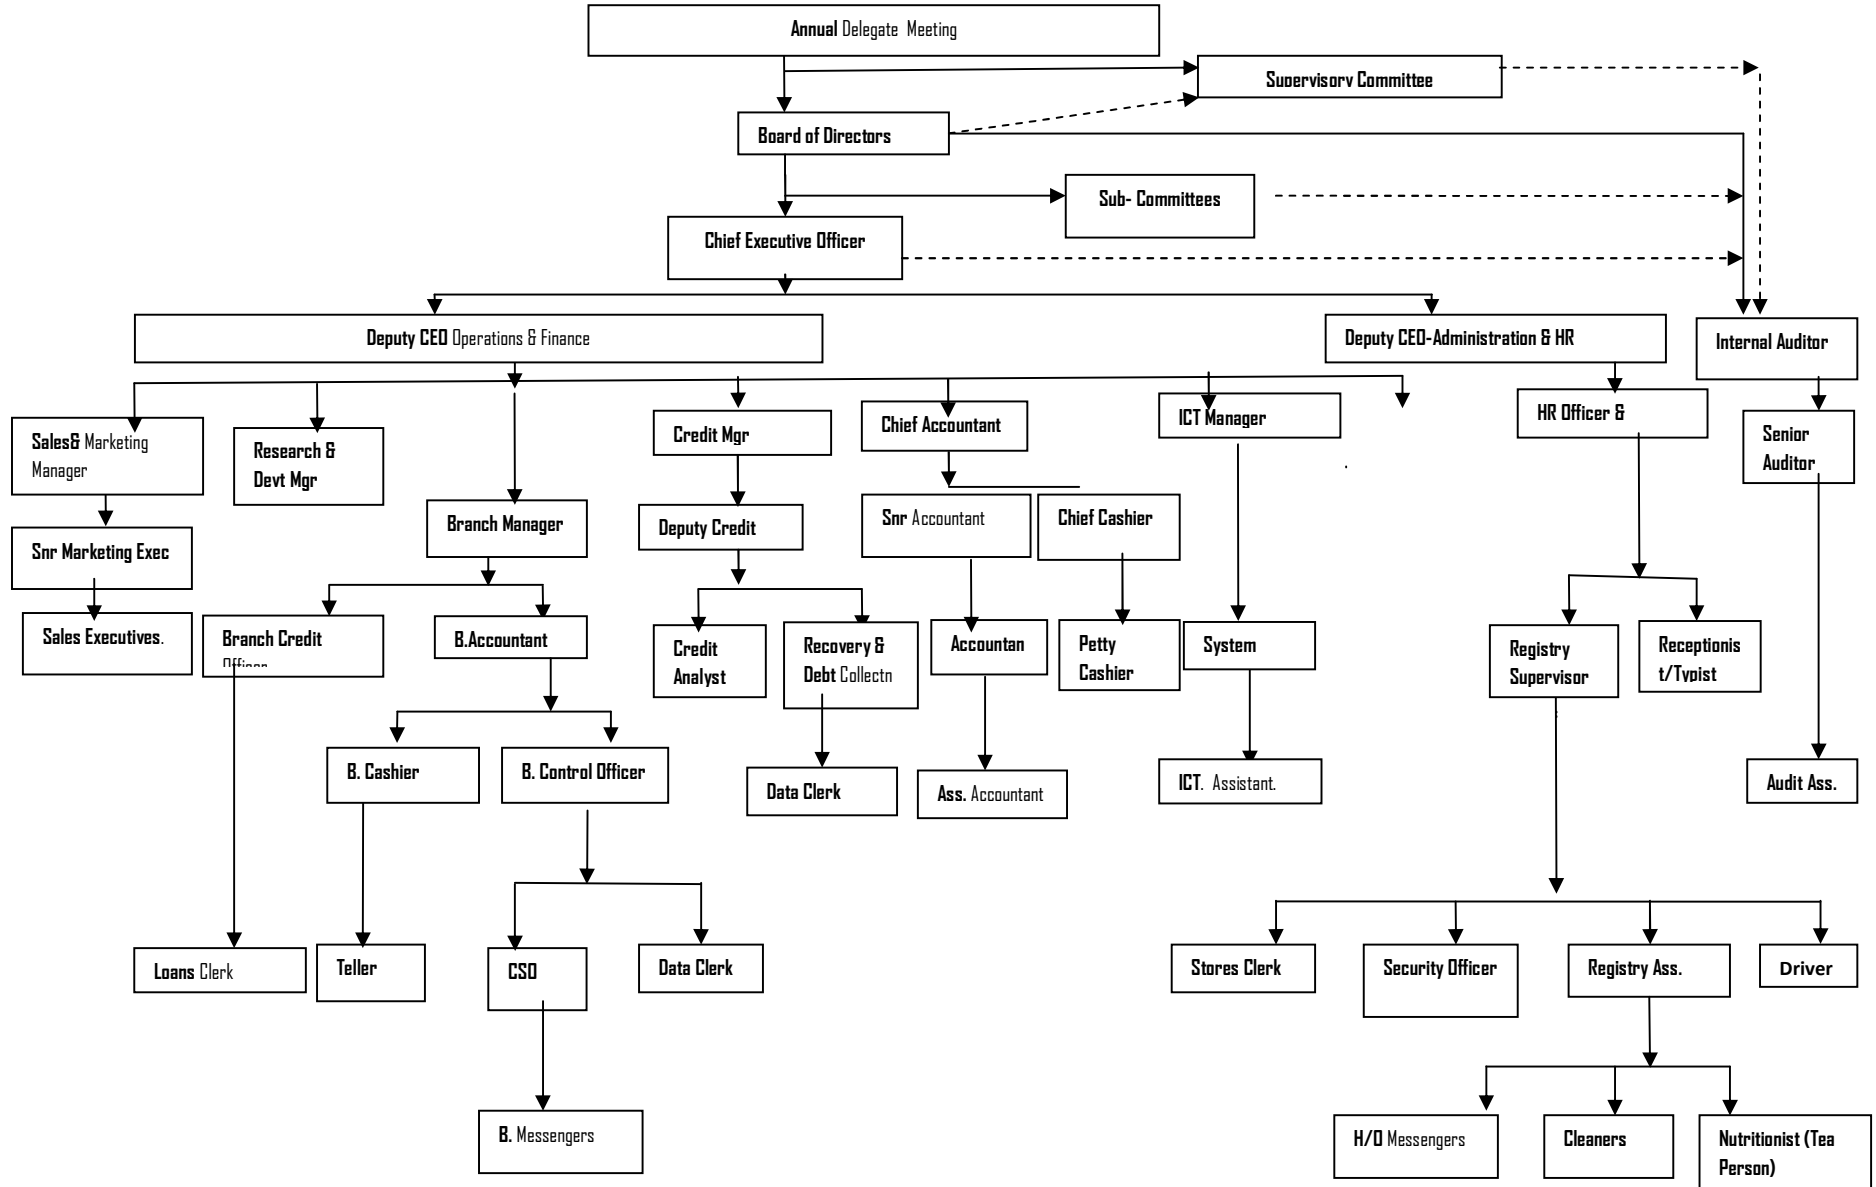 Annual Delegate Meeting
Supervisory Committee
Board of Directors
Sub- Committees
Chief Executive Officer
Deputy CEO Operations & Finance
Deputy CEO-Administration & HR
Internal Auditor
Sales& Marketing
Manager
Research &
Devt Mgr
Credit Mgr
Chief Accountant
ICT Manager
HR Officer &
Senior
Auditor
Branch Manager
Deputy Credit
Snr Accountant
Chief Cashier
Snr Marketing Exec
Sales Executives.
Branch Credit
Officer
B.Accountant
Credit
Analyst
Recovery &
Debt Collectn
Accountan
Petty
Cashier
System
Registry
Supervisor
Receptionis
t/Typist
B. Cashier
B. Control Officer
Data Clerk
Ass. Accountant
ICT. Assistant.
Audit Ass.
Loans Clerk
Teller
CSO
Data Clerk
Stores Clerk
Security Officer
Registry Ass.
Driver
B. Messengers
H/O Messengers
Cleaners
Nutritionist (Tea
Person)